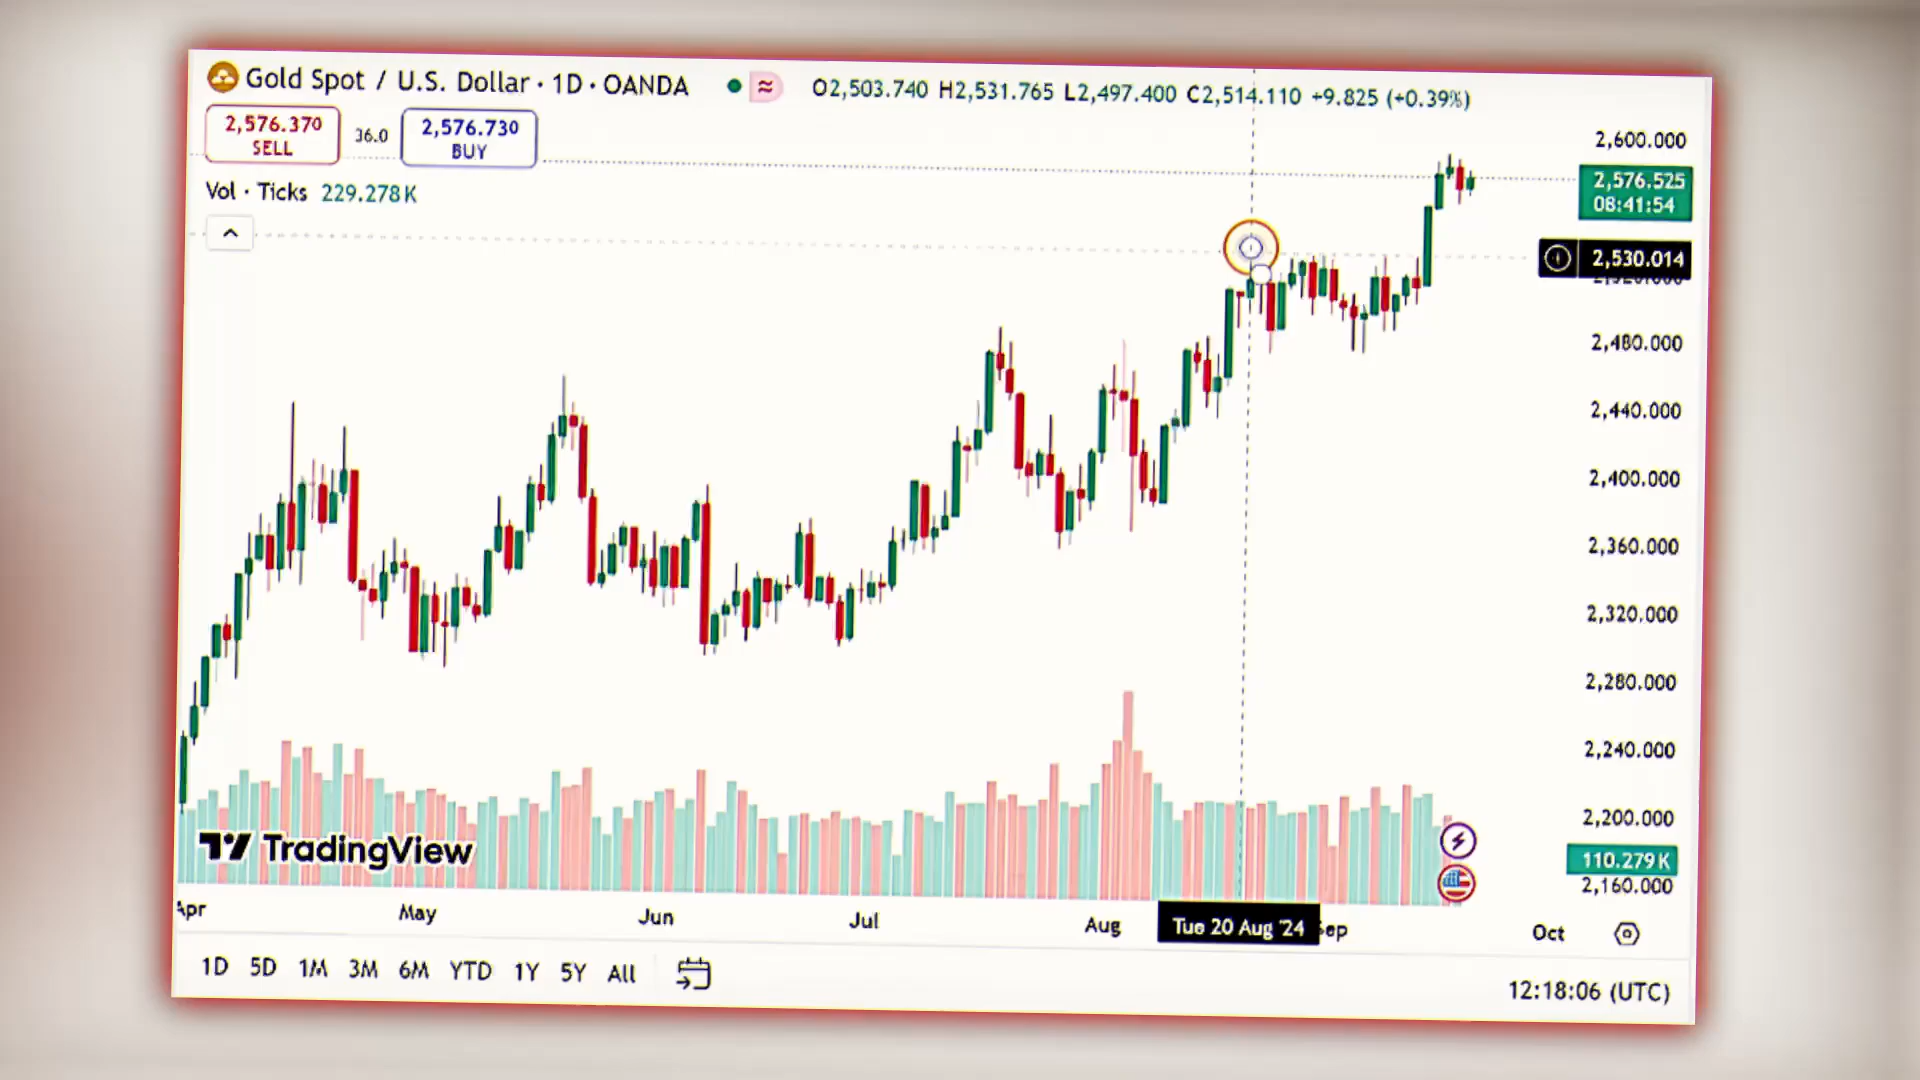 Gold Spot / U.S. Dollar · 1D · OANDA
≈
O2,503.740 H2,531.765 L2,497.400 C2,514.110 +9.825 (+0.39%)
2,576.370
SELL
36.0
2,576.730
BUY
Vol · Ticks 229.278K
2,600.000
2,576.525
08:41:54
2,530.014
2,480.000
2,440.000
2,400.000
2,360.000
2,320.000
2,280.000
2,240.000
2,200.000
110.279K
2,160.000
TradingView
Apr
May
Jun
Jul
Aug
Tue 20 Aug '24
Sep
Oct
1D 5D 1M 3M 6M YTD 1Y 5Y All
12:18:06 (UTC)